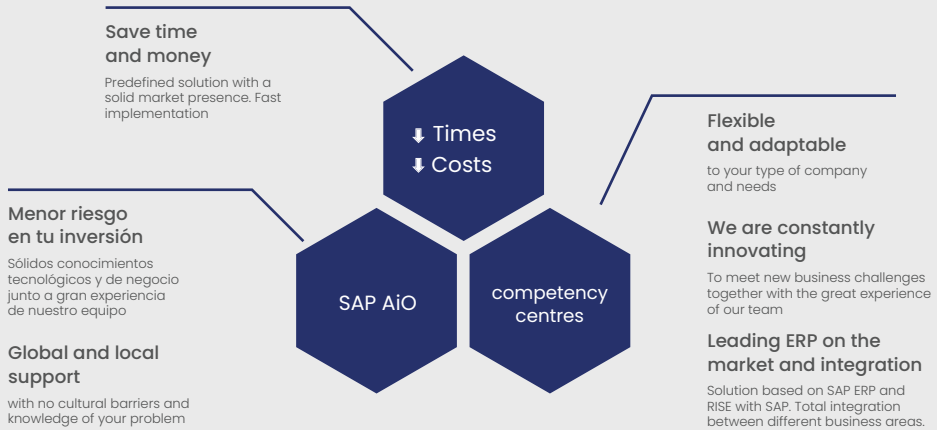 Save time
and money
Predefined solution with a
solid market presence. Fast
implementation
Times
Costs
Flexible
and adaptable
to your type of company
and needs
Menor riesgo
en tu inversión
Sólidos conocimientos
tecnológicos y de negocio
junto a gran experiencia
de nuestro equipo
Global and local
support
with no cultural barriers and
knowledge of your problem
SAP AiO
competency
centres
We are constantly
innovating
To meet new business challenges
together with the great experience
of our team
Leading ERP on the
market and integration
Solution based on SAP ERP and
RISE with SAP. Total integration
between different business areas.